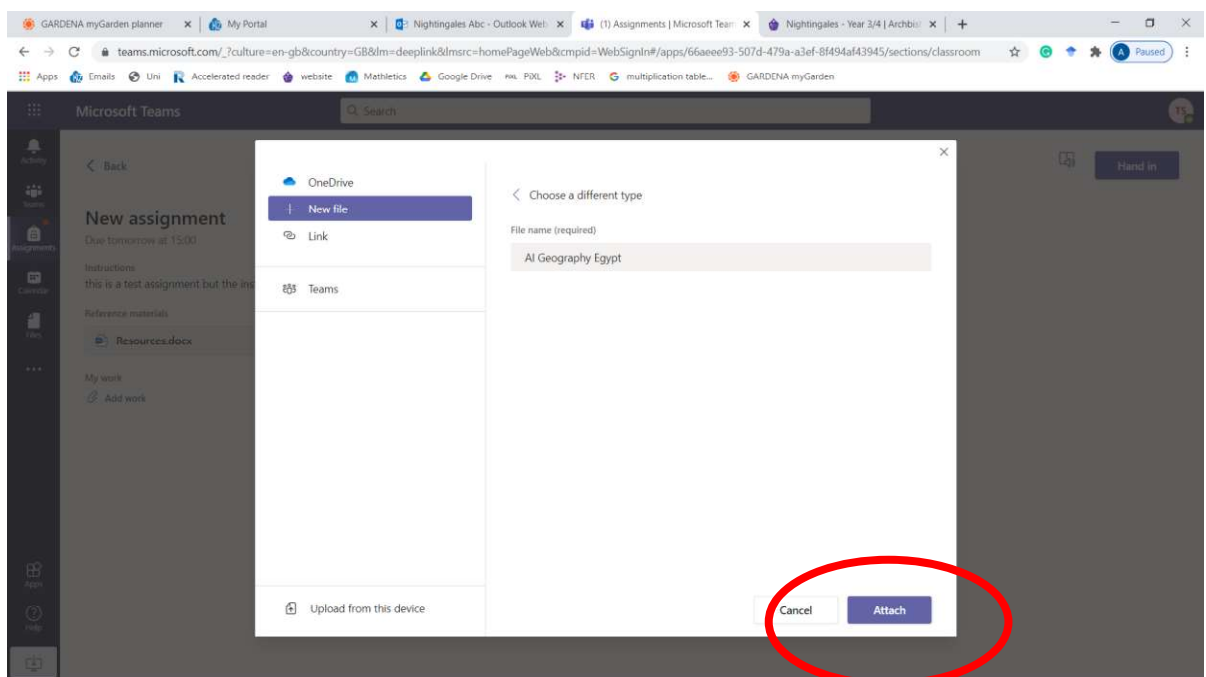 GARDENA myGarden planner My Portal Nightingales Abc - Outlook Web (1) Assignments | Microsoft Team Nightingales - Year 3/4 | Archbis
teams.microsoft.com/_?culture=en-gb&country=GB&lm=deeplink&lmsrc=homePageWeb&cmpid=WebSignIn#/apps/66aeee93-507d-479a-a3ef-8f494af43945/sections/classroom A Paused
Apps Emails Uni Accelerated reader website Mathletics Google Drive PiXL NFER multiplication table... GARDENA myGarden
Microsoft Teams Search TS
Activity
Teams
Assignments
Calendar
Files
Apps
Help
Back
Hand in
New assignment
Due tomorrow at 15:00
Instructions
this is a test assignment but the ins
Reference materials
Resources.docx
My work
Add work
OneDrive
New file
Link
Teams
Upload from this device
Choose a different type
File name (required)
AI Geography Egypt
Cancel Attach